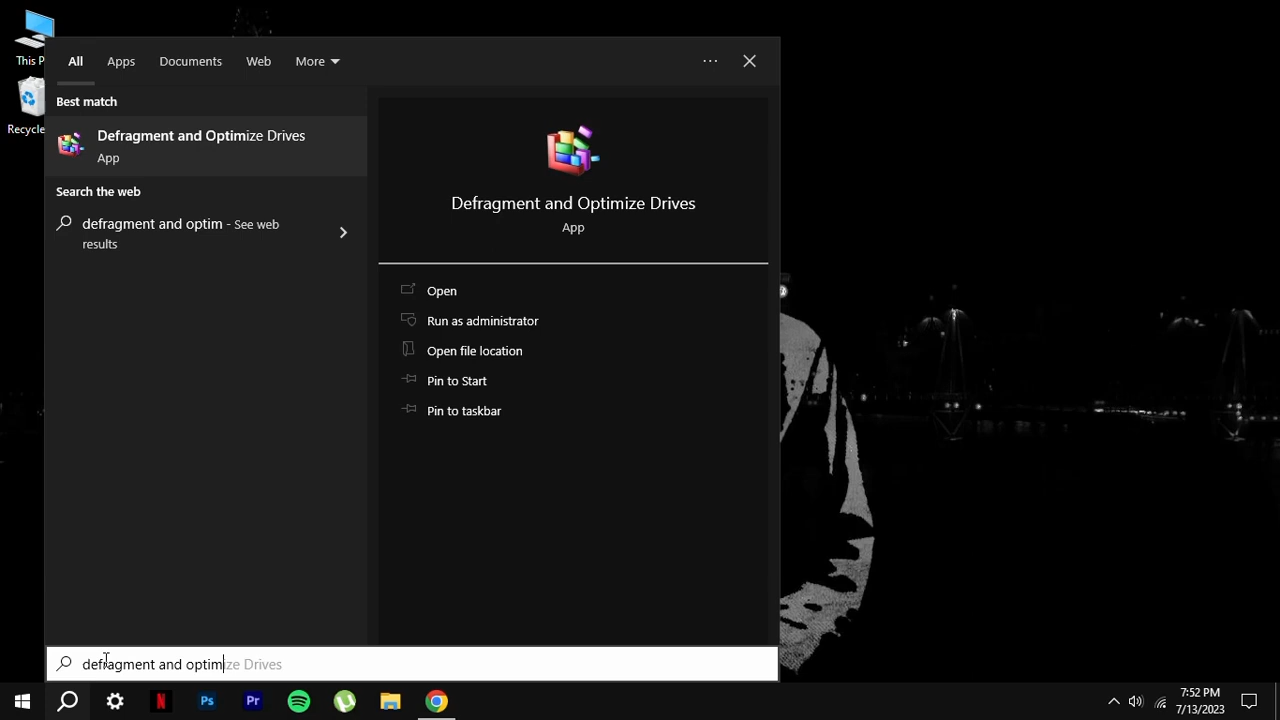 This P
Recycle
All Apps Documents Web More
Best match
Defragment and Optimize Drives
App
Search the web
defragment and optim - See web
results
Defragment and Optimize Drives
App
Open
Run as administrator
Open file location
Pin to Start
Pin to taskbar
defragment and optimize Drives
N Ps Pr
7:52 PM
7/13/2023